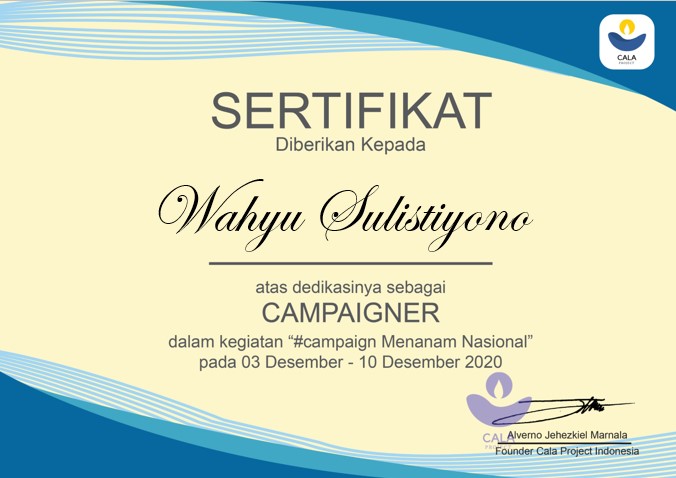 CALA
PROJECT
SERTIFIKAT
Diberikan Kepada
Wahyu Sulistiyono
atas dedikasinya sebagai
CAMPAIGNER
dalam kegiatan “#campaign Menanam Nasional”
pada 03 Desember - 10 Desember 2020
CALA
Alverno Jehezkiel Marnala
Founder Cala Project Indonesia